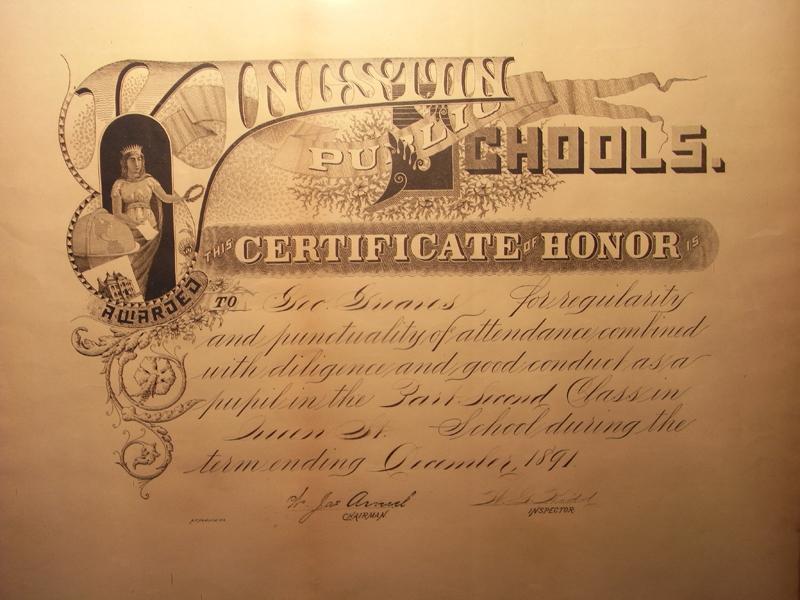 KINGSTON
PUBLIC SCHOOLS.
THIS CERTIFICATE OF HONOR IS
AWARDED TO Geo. for regularity
and punctuality of attendance combined
with diligence and good conduct as a
pupil in the Part Second Class in
Queen St. School during the
term ending December, 1891
CHAIRMAN.
INSPECTOR